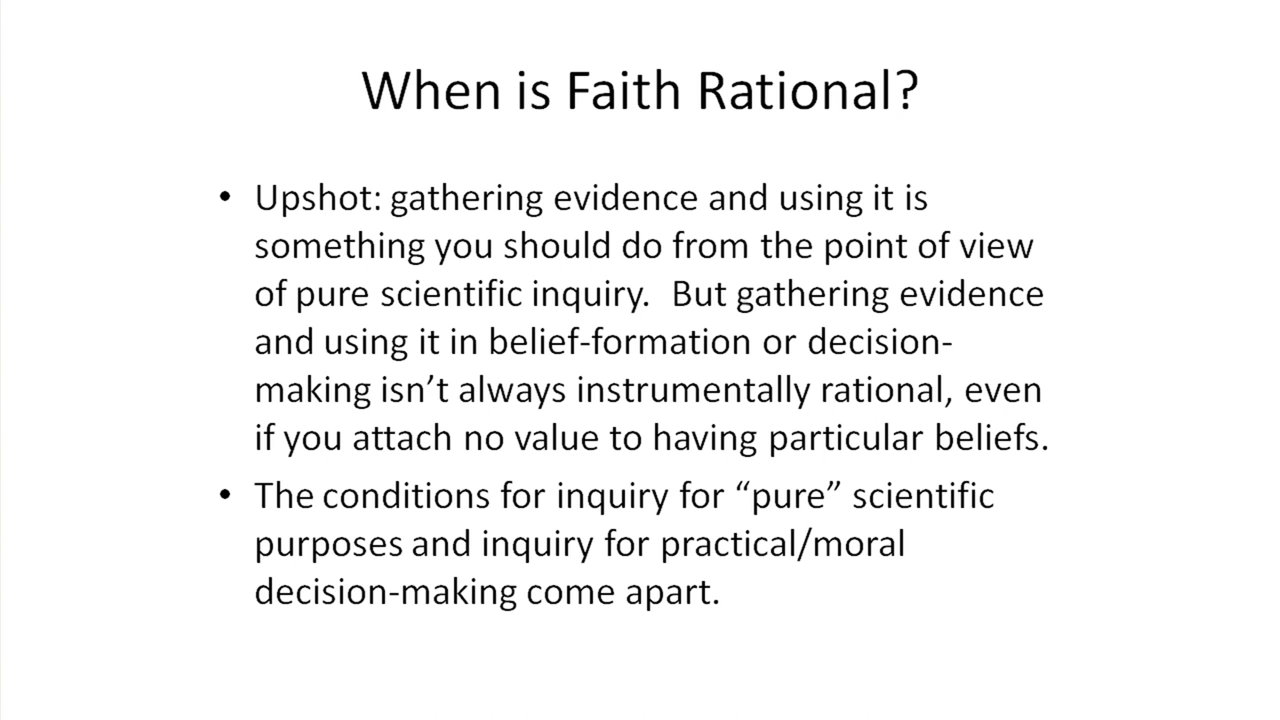 When is Faith Rational?
• Upshot: gathering evidence and using it is
something you should do from the point of view
of pure scientific inquiry.  But gathering evidence
and using it in belief-formation or decision-
making isn’t always instrumentally rational, even
if you attach no value to having particular beliefs.
• The conditions for inquiry for “pure” scientific
purposes and inquiry for practical/moral
decision-making come apart.